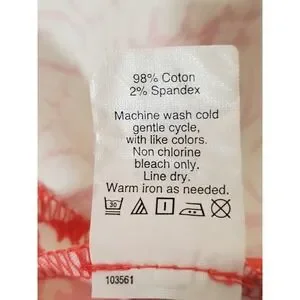 98% Coton
2% Spandex
Machine wash cold
gentle cycle,
with like colors.
Non chlorine
bleach only.
Line dry.
Warm iron as needed.
30
103561